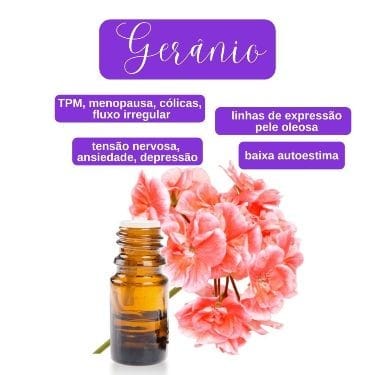 Gerânio
TPM, menopausa, cólicas,
fluxo irregular
linhas de expressão
pele oleosa
tensão nervosa,
ansiedade, depressão
baixa autoestima